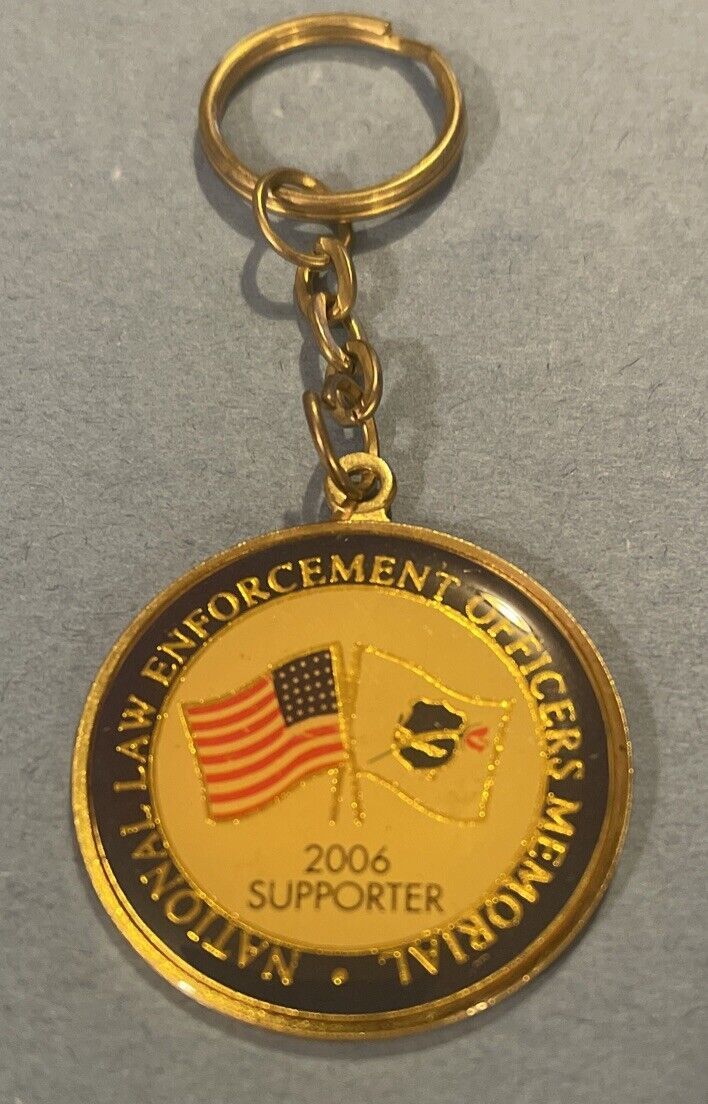 NATIONAL LAW ENFORCEMENT OFFICERS MEMORIAL •
2006
SUPPORTER